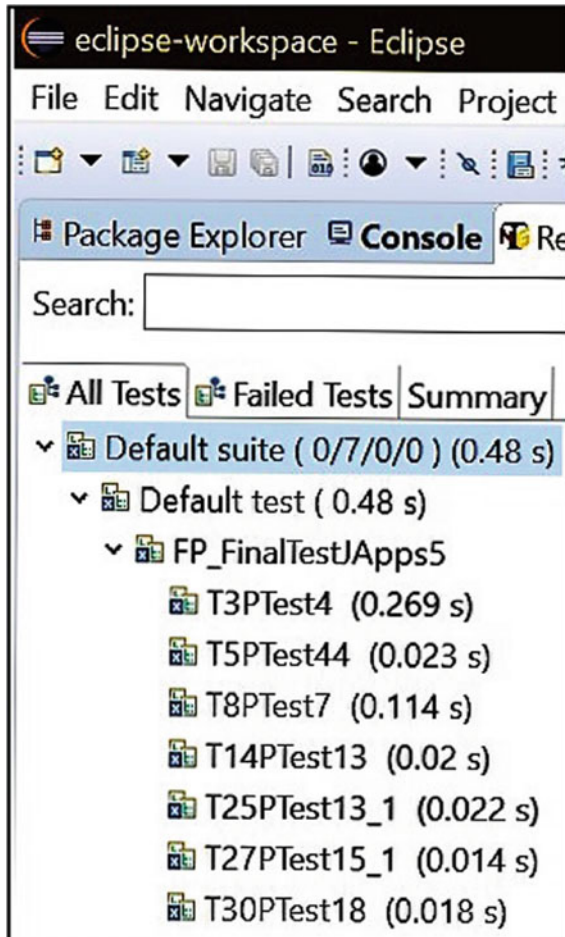 eclipse-workspace - Eclipse
File Edit Navigate Search Project
Package Explorer Console Re
Search:
All Tests Failed Tests Summary
Default suite ( 0/7/0/0 ) (0.48 s)
Default test ( 0.48 s)
FP_FinalTestJApps5
T3PTest4 (0.269 s)
T5PTest44 (0.023 s)
T8PTest7 (0.114 s)
T14PTest13 (0.02 s)
T25PTest13_1 (0.022 s)
T27PTest15_1 (0.014 s)
T30PTest18 (0.018 s)